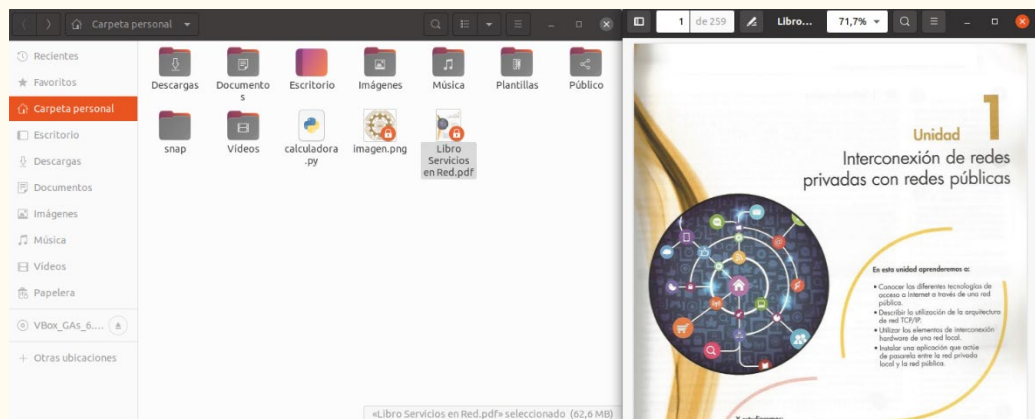 Carpeta personal
Recientes
Favoritos
Carpeta personal
Escritorio
Descargas
Documentos
Imágenes
Música
Vídeos
Papelera
VBox_GAs_6....
+ Otras ubicaciones
Descargas
Documento
s
Escritorio
Imágenes
Música
Plantillas
Público
snap
Vídeos
calculadora
.py
imagen.png
Libro
Servicios
en Red.pdf
«Libro Servicios en Red.pdf» seleccionado (62,6 MB)
1 de 259
Libro...
71,7%
Unidad 1
Interconexión de redes
privadas con redes públicas
En esta unidad aprenderemos a:
• Conocer las diferentes tecnologías de
acceso a Internet a través de una red
pública.
• Describir la utilización de la arquitectura
de red TCP/IP.
• Utilizar los elementos de interconexión
hardware de una red local.
• Instalar una aplicación que actúe
de pasarela entre la red privada
local y la red pública.